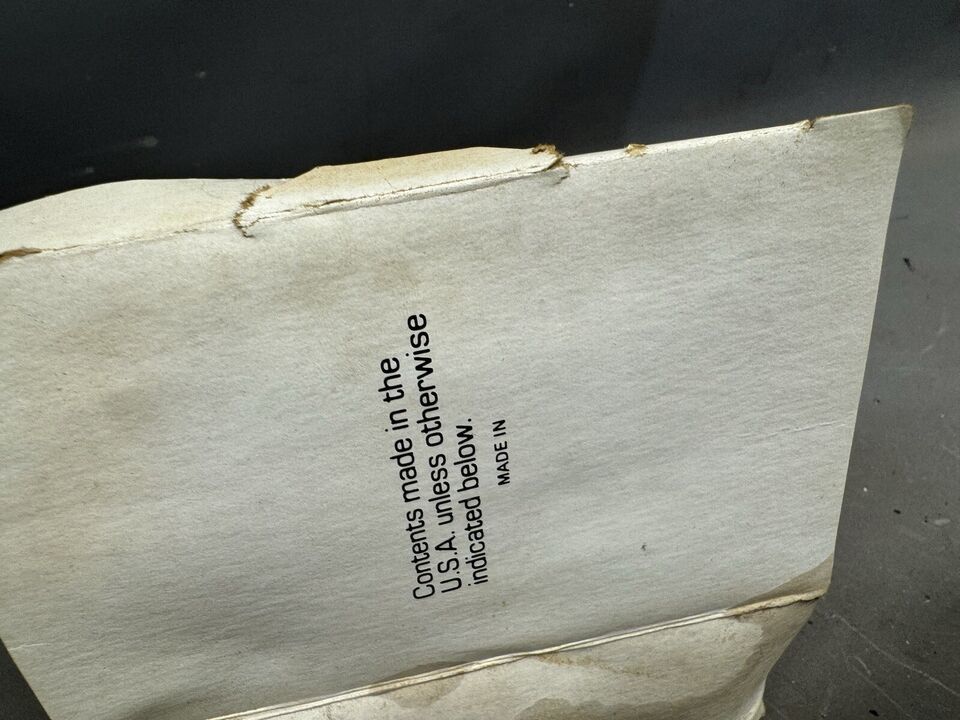 Contents made in the
U.S.A. unless otherwise
indicated below.
MADE IN